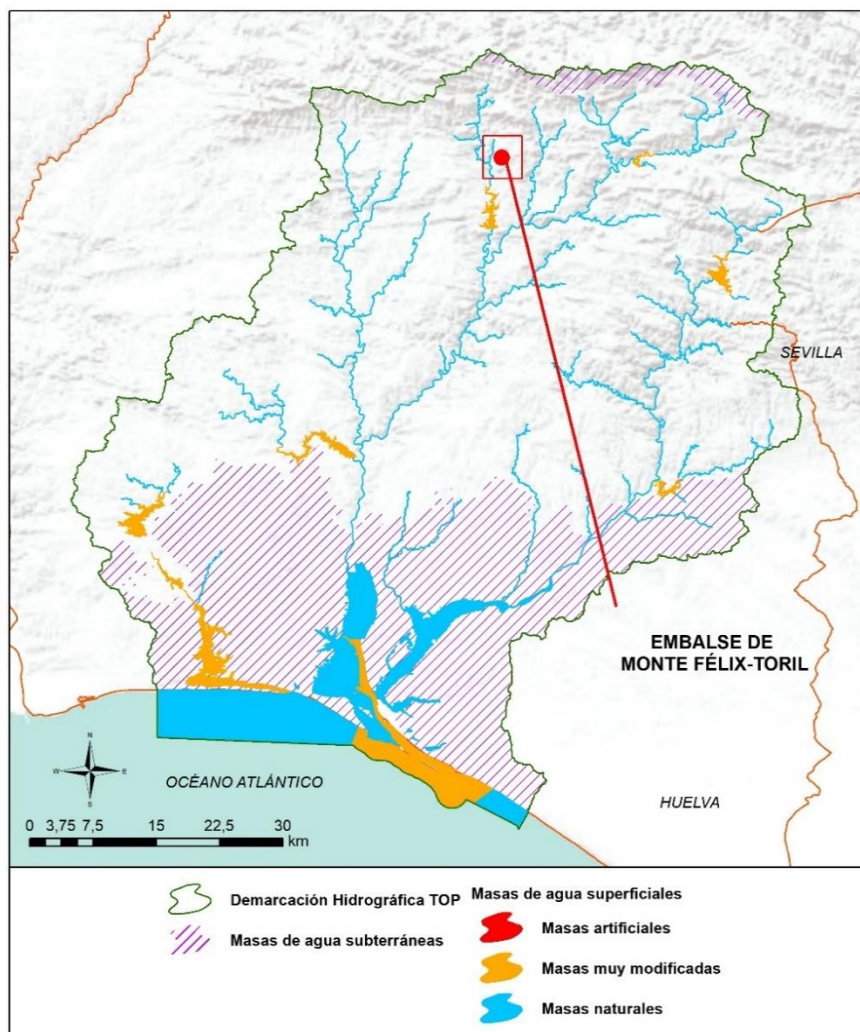 SEVILLA
EMBALSE DE
MONTE FÉLIX-TORIL
N
W E
S
OCÉANO ATLÁNTICO
HUELVA
0 3,75 7,5 15 22,5 30
km
Demarcación Hidrográfica TOP
Masas de agua subterráneas
Masas de agua superficiales
Masas artificiales
Masas muy modificadas
Masas naturales